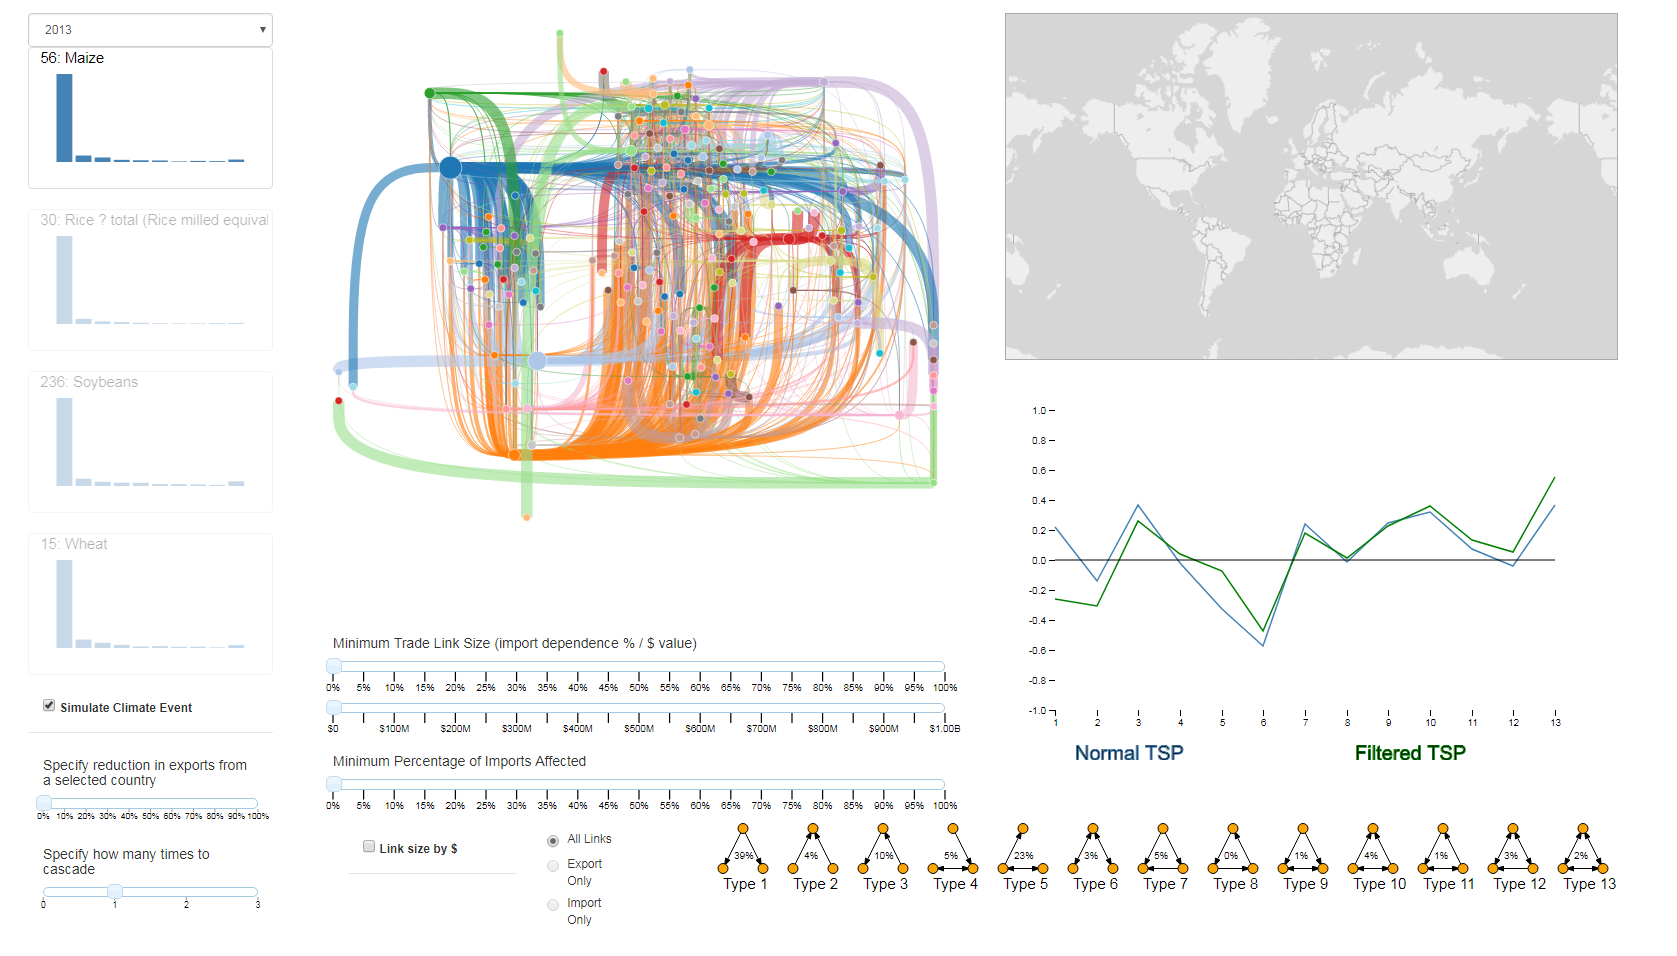 2013
56: Maize
30: Rice ? total (Rice milled equival
236: Soybeans
15: Wheat
Simulate Climate Event
Specify reduction in exports from
a selected country
0% 10% 20% 30% 40% 50% 60% 70% 80% 90% 100%
Specify how many times to
cascade
0 1 2 3
Minimum Trade Link Size (import dependence % / $ value)
0% 5% 10% 15% 20% 25% 30% 35% 40% 45% 50% 55% 60% 65% 70% 75% 80% 85% 90% 95% 100%
$0 $100M $200M $300M $400M $500M $600M $700M $800M $900M $1.00B
Minimum Percentage of Imports Affected
0% 5% 10% 15% 20% 25% 30% 35% 40% 45% 50% 55% 60% 65% 70% 75% 80% 85% 90% 95% 100%
Link size by $
All Links
Export
Only
Import
Only
1.0
0.8
0.6
0.4
0.2
0.0
-0.2
-0.4
-0.6
-0.8
-1.0
1 2 3 4 5 6 7 8 9 10 11 12 13
Normal TSP Filtered TSP
39% 4% 10% 5% 23% 3% 5% 0% 1% 4% 1% 3% 2%
Type 1 Type 2 Type 3 Type 4 Type 5 Type 6 Type 7 Type 8 Type 9 Type 10 Type 11 Type 12 Type 13